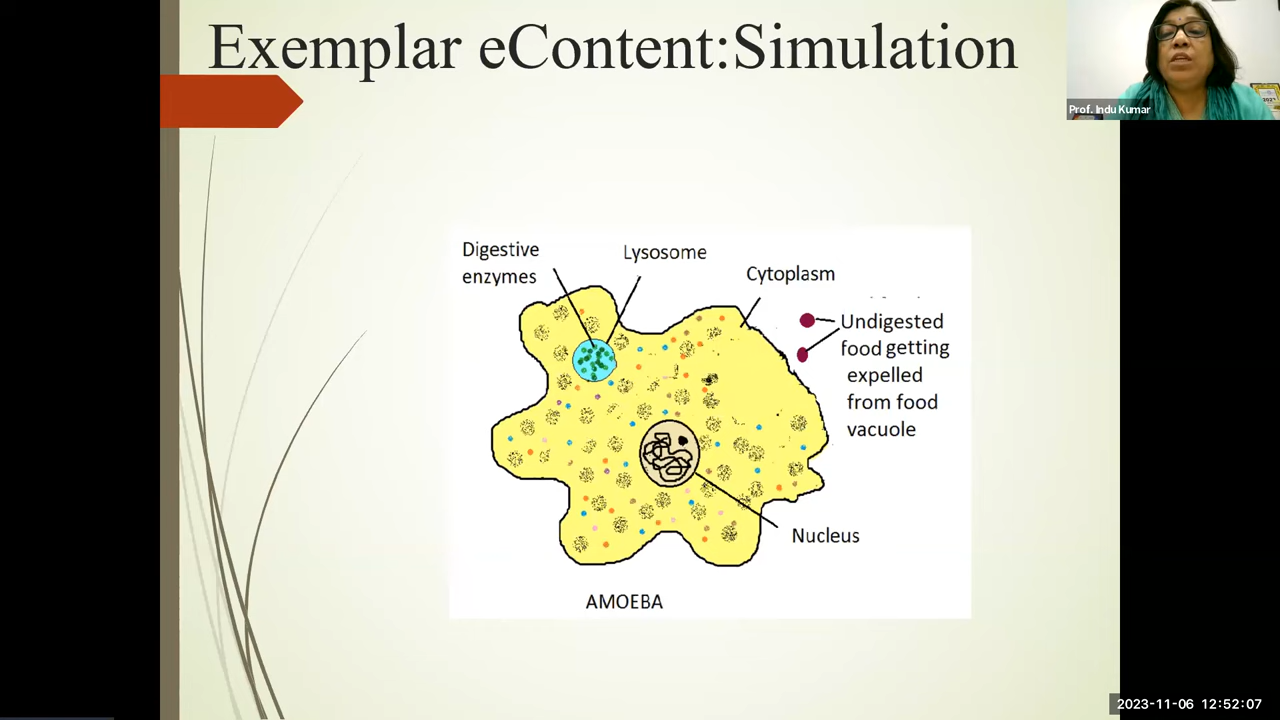 Exemplar eContent:Simulation
Prof. Indu Kumar
Digestive
enzymes
Lysosome
Cytoplasm
Undigested
food getting
expelled
from food
vacuole
Nucleus
AMOEBA
2023-11-06 12:52:07